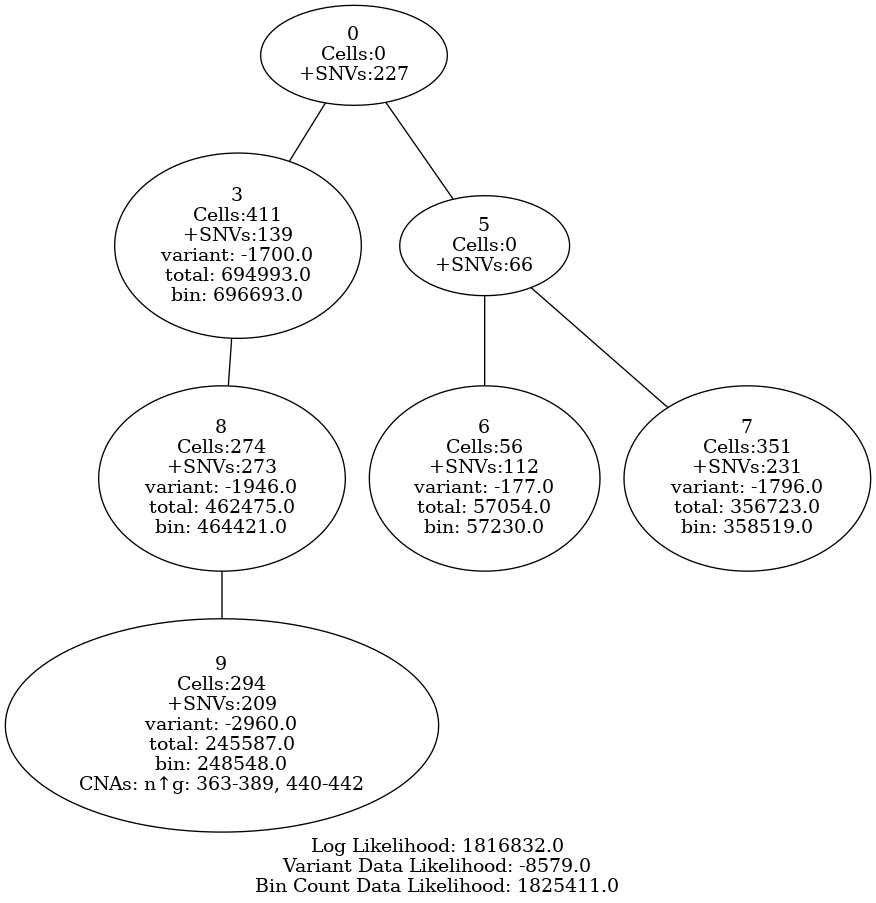 0
Cells:0
+SNVs:227
3
Cells:411
+SNVs:139
variant: -1700.0
total: 694993.0
bin: 696693.0
5
Cells:0
+SNVs:66
8
Cells:274
+SNVs:273
variant: -1946.0
total: 462475.0
bin: 464421.0
6
Cells:56
+SNVs:112
variant: -177.0
total: 57054.0
bin: 57230.0
7
Cells:351
+SNVs:231
variant: -1796.0
total: 356723.0
bin: 358519.0
9
Cells:294
+SNVs:209
variant: -2960.0
total: 245587.0
bin: 248548.0
CNAs: n↑g: 363-389, 440-442
Log Likelihood: 1816832.0
Variant Data Likelihood: -8579.0
Bin Count Data Likelihood: 1825411.0